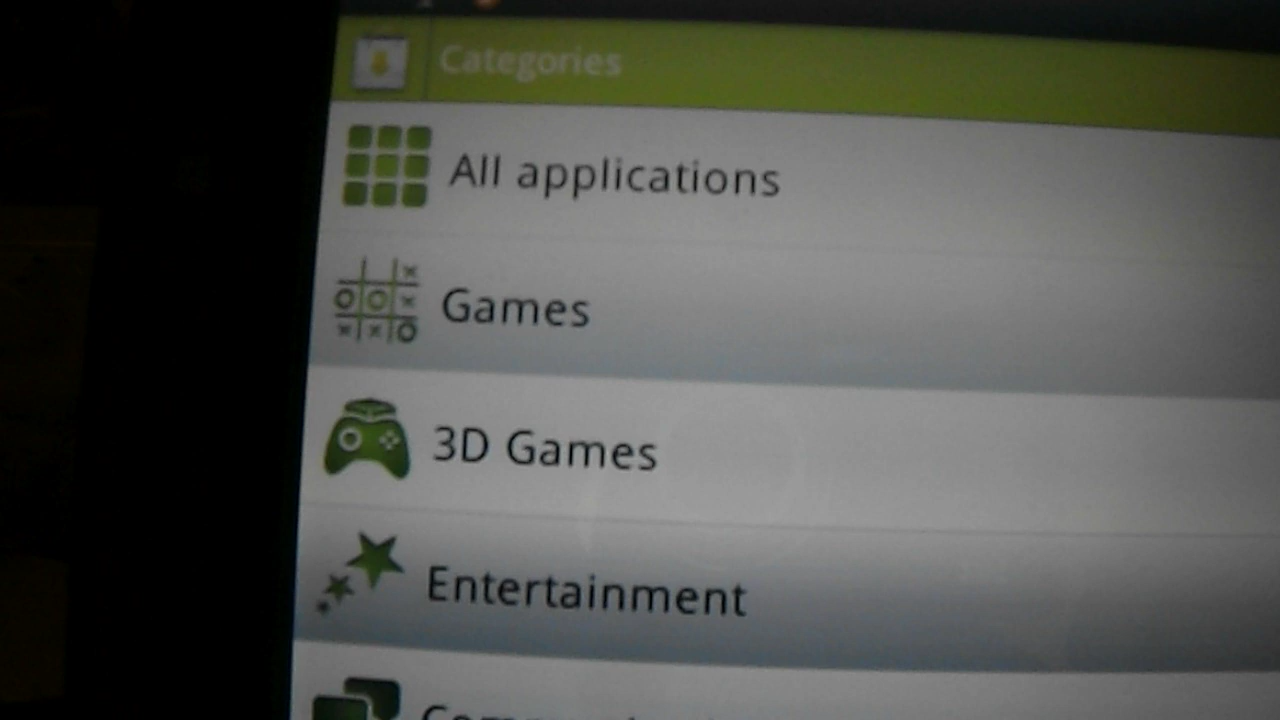 Categories
All applications
Games
3D Games
Entertainment